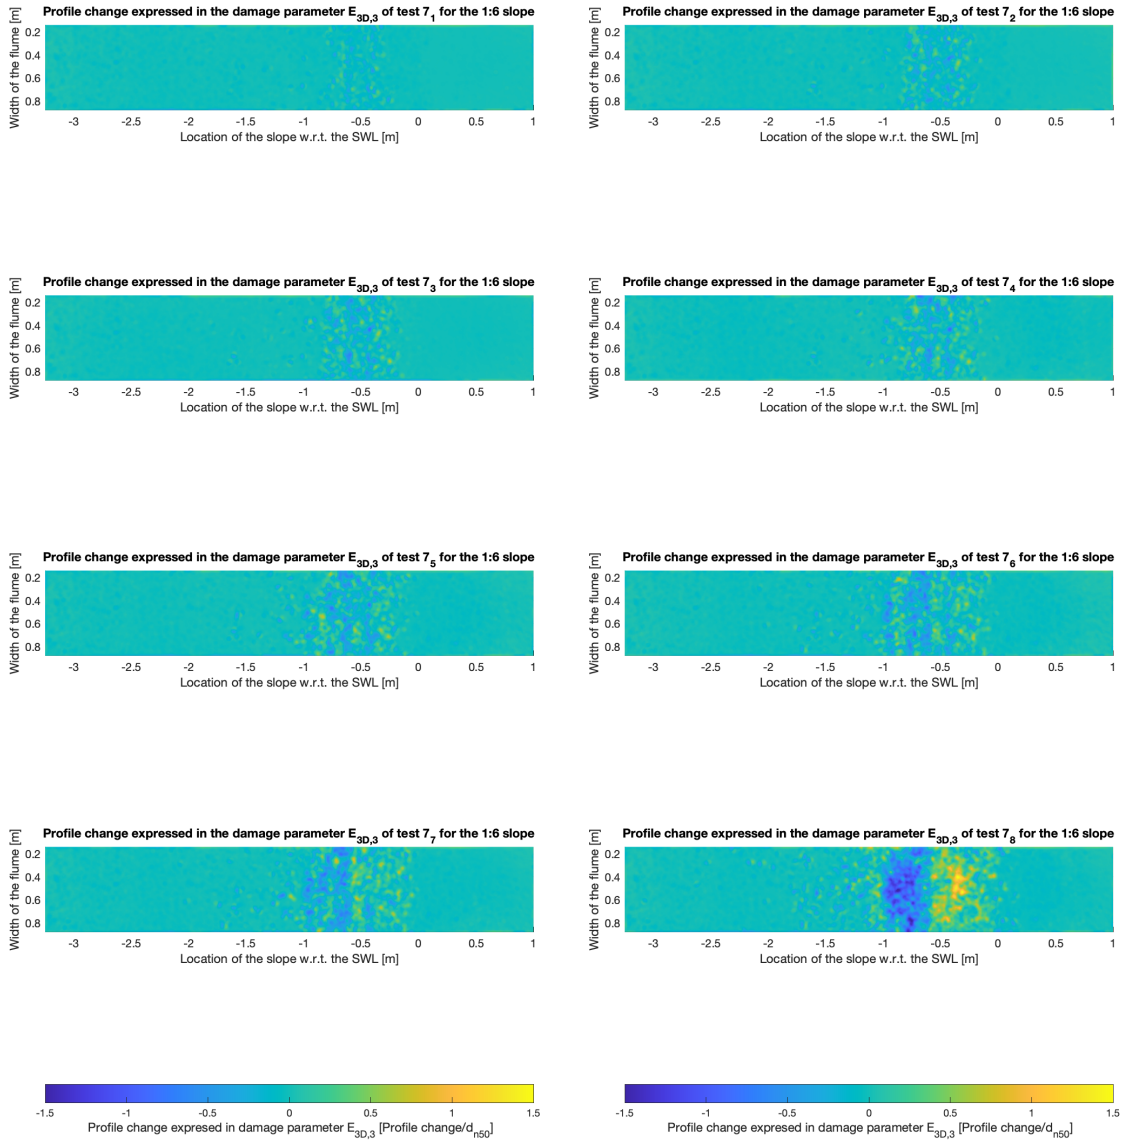 Profile change expressed in the damage parameter E3D,3 of test 71 for the 1:6 slope
Width of the flume [m]
0.2
0.4
0.6
0.8
-3 -2.5 -2 -1.5 -1 -0.5 0 0.5 1
Location of the slope w.r.t. the SWL [m]
Profile change expressed in the damage parameter E3D,3 of test 72 for the 1:6 slope
Width of the flume [m]
0.2
0.4
0.6
0.8
-3 -2.5 -2 -1.5 -1 -0.5 0 0.5 1
Location of the slope w.r.t. the SWL [m]
Profile change expressed in the damage parameter E3D,3 of test 73 for the 1:6 slope
Width of the flume [m]
0.2
0.4
0.6
0.8
-3 -2.5 -2 -1.5 -1 -0.5 0 0.5 1
Location of the slope w.r.t. the SWL [m]
Profile change expressed in the damage parameter E3D,3 of test 74 for the 1:6 slope
Width of the flume [m]
0.2
0.4
0.6
0.8
-3 -2.5 -2 -1.5 -1 -0.5 0 0.5 1
Location of the slope w.r.t. the SWL [m]
Profile change expressed in the damage parameter E3D,3 of test 75 for the 1:6 slope
Width of the flume [m]
0.2
0.4
0.6
0.8
-3 -2.5 -2 -1.5 -1 -0.5 0 0.5 1
Location of the slope w.r.t. the SWL [m]
Profile change expressed in the damage parameter E3D,3 of test 76 for the 1:6 slope
Width of the flume [m]
0.2
0.4
0.6
0.8
-3 -2.5 -2 -1.5 -1 -0.5 0 0.5 1
Location of the slope w.r.t. the SWL [m]
Profile change expressed in the damage parameter E3D,3 of test 77 for the 1:6 slope
Width of the flume [m]
0.2
0.4
0.6
0.8
-3 -2.5 -2 -1.5 -1 -0.5 0 0.5 1
Location of the slope w.r.t. the SWL [m]
Profile change expressed in the damage parameter E3D,3 of test 78 for the 1:6 slope
Width of the flume [m]
0.2
0.4
0.6
0.8
-3 -2.5 -2 -1.5 -1 -0.5 0 0.5 1
Location of the slope w.r.t. the SWL [m]
-1.5 -1 -0.5 0 0.5 1 1.5
Profile change expresed in damage parameter E3D,3 [Profile change/dn50]
-1.5 -1 -0.5 0 0.5 1 1.5
Profile change expresed in damage parameter E3D,3 [Profile change/dn50]